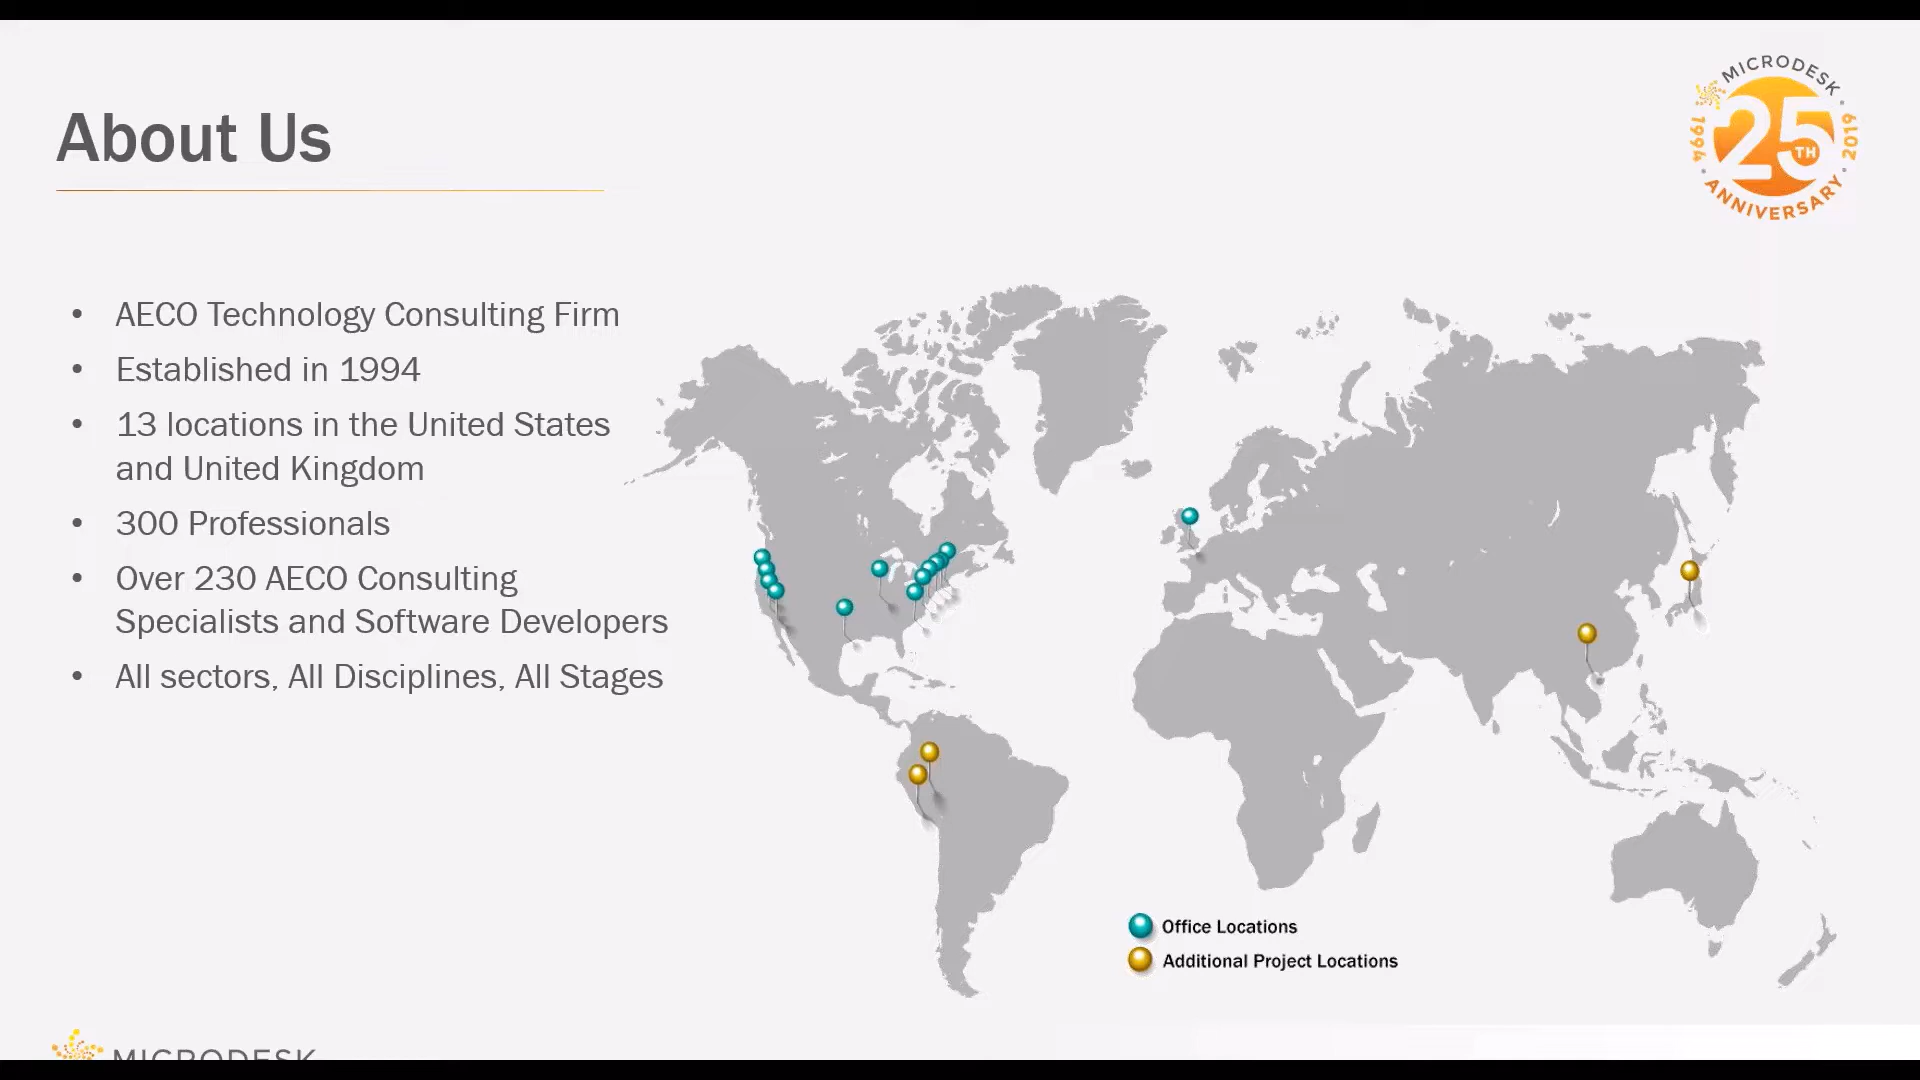 MICRODESK
1994
25TH
2019
ANNIVERSARY
About Us
• AECO Technology Consulting Firm
• Established in 1994
• 13 locations in the United States
and United Kingdom
• 300 Professionals
• Over 230 AECO Consulting
Specialists and Software Developers
• All sectors, All Disciplines, All Stages
Office Locations
Additional Project Locations
MICRODESK